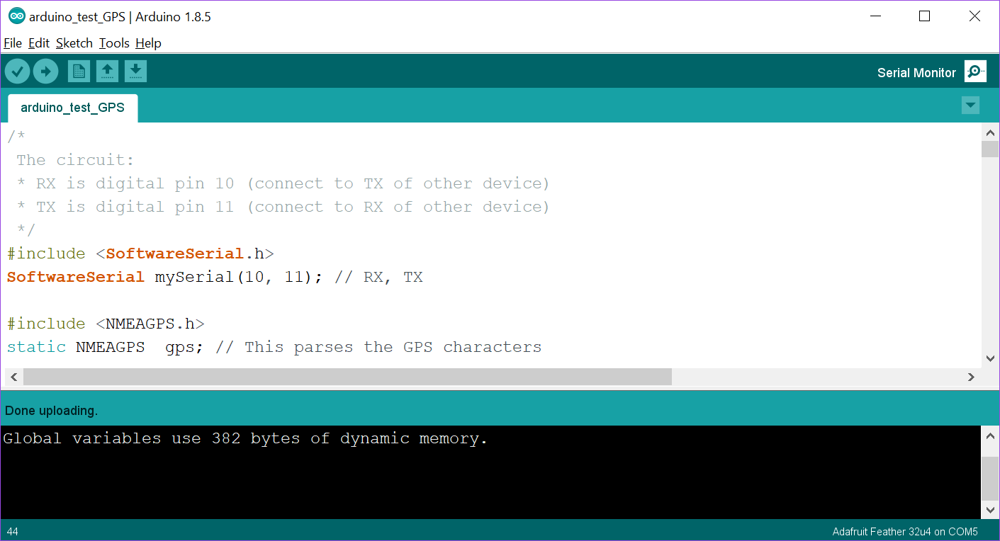 arduino_test_GPS | Arduino 1.8.5
File Edit Sketch Tools Help
Serial Monitor
arduino_test_GPS
/*
 The circuit:
 * RX is digital pin 10 (connect to TX of other device)
 * TX is digital pin 11 (connect to RX of other device)
 */
#include <SoftwareSerial.h>
SoftwareSerial mySerial(10, 11); // RX, TX
#include <NMEAGPS.h>
static NMEAGPS  gps; // This parses the GPS characters
Done uploading.
Global variables use 382 bytes of dynamic memory.
44
Adafruit Feather 32u4 on COM5